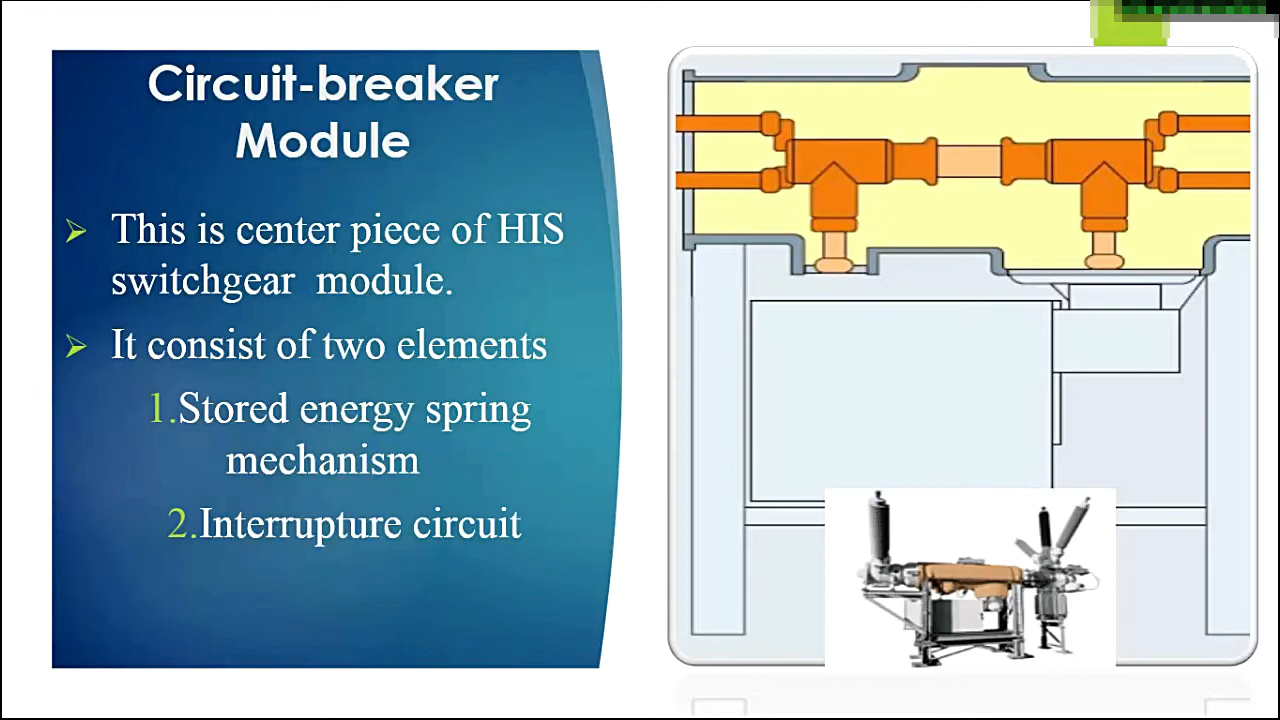 Circuit-breaker
Module
This is center piece of HIS
switchgear module.
It consist of two elements
1.Stored energy spring
mechanism
2.Interrupture circuit